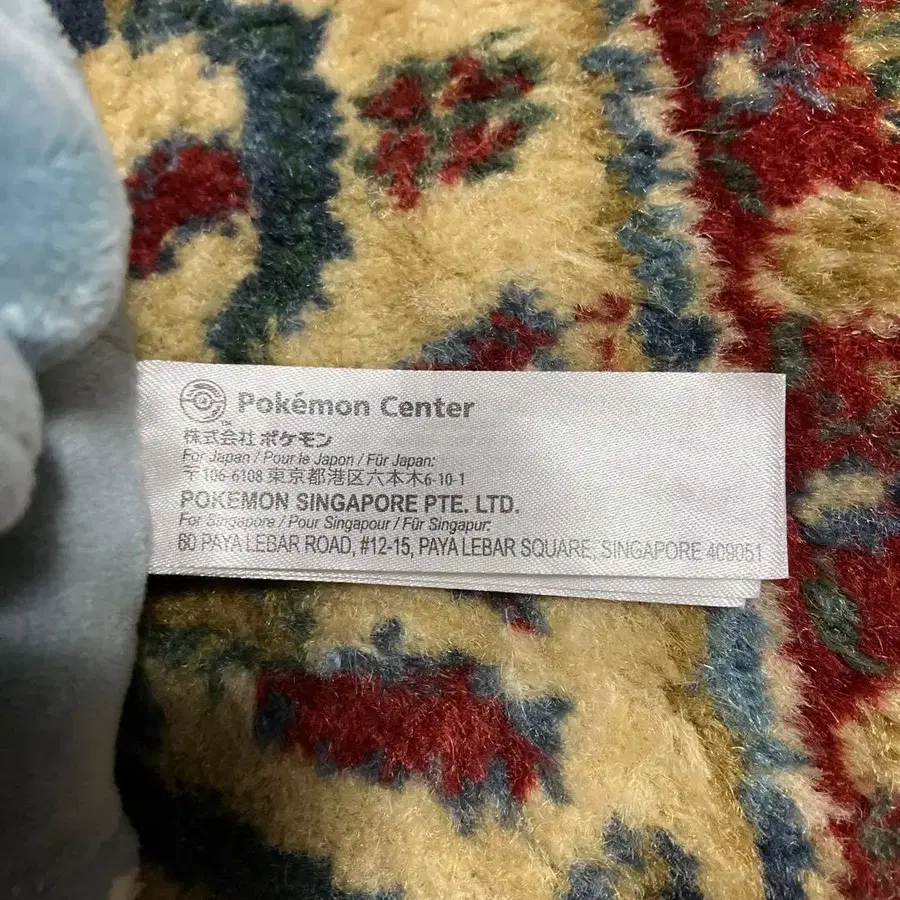 Pokémon Center
TM
株式会社 ポケモン
For Japan / Pour le Japon / Für Japan:
〒106-6108 東京都港区六本木6-10-1
POKEMON SINGAPORE PTE. LTD.
For Singapore / Pour Singapour / Für Singapur:
60 PAYA LEBAR ROAD, #12-15, PAYA LEBAR SQUARE, SINGAPORE 409051